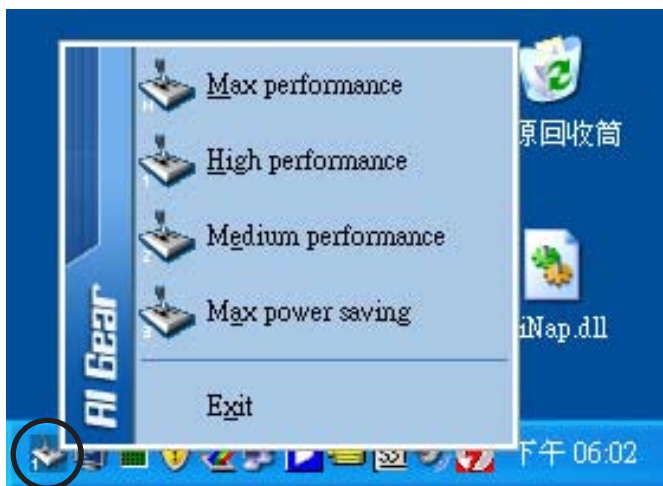 AI Gear
Max performance
High performance
Medium performance
Max power saving
Exit
原回收筒
iNap.dll
下午 06:02